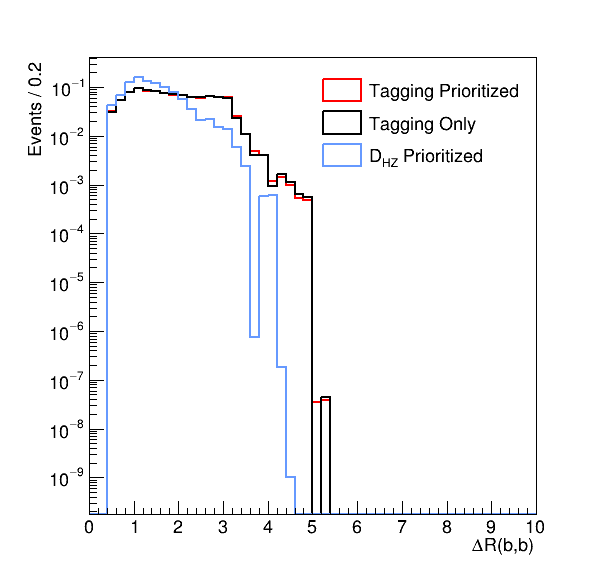 Events / 0.2
10⁻¹
10⁻²
10⁻³
10⁻⁴
10⁻⁵
10⁻⁶
10⁻⁷
10⁻⁸
10⁻⁹
Tagging Prioritized
Tagging Only
D_HZ Prioritized
0 1 2 3 4 5 6 7 8 9 10
ΔR(b,b)